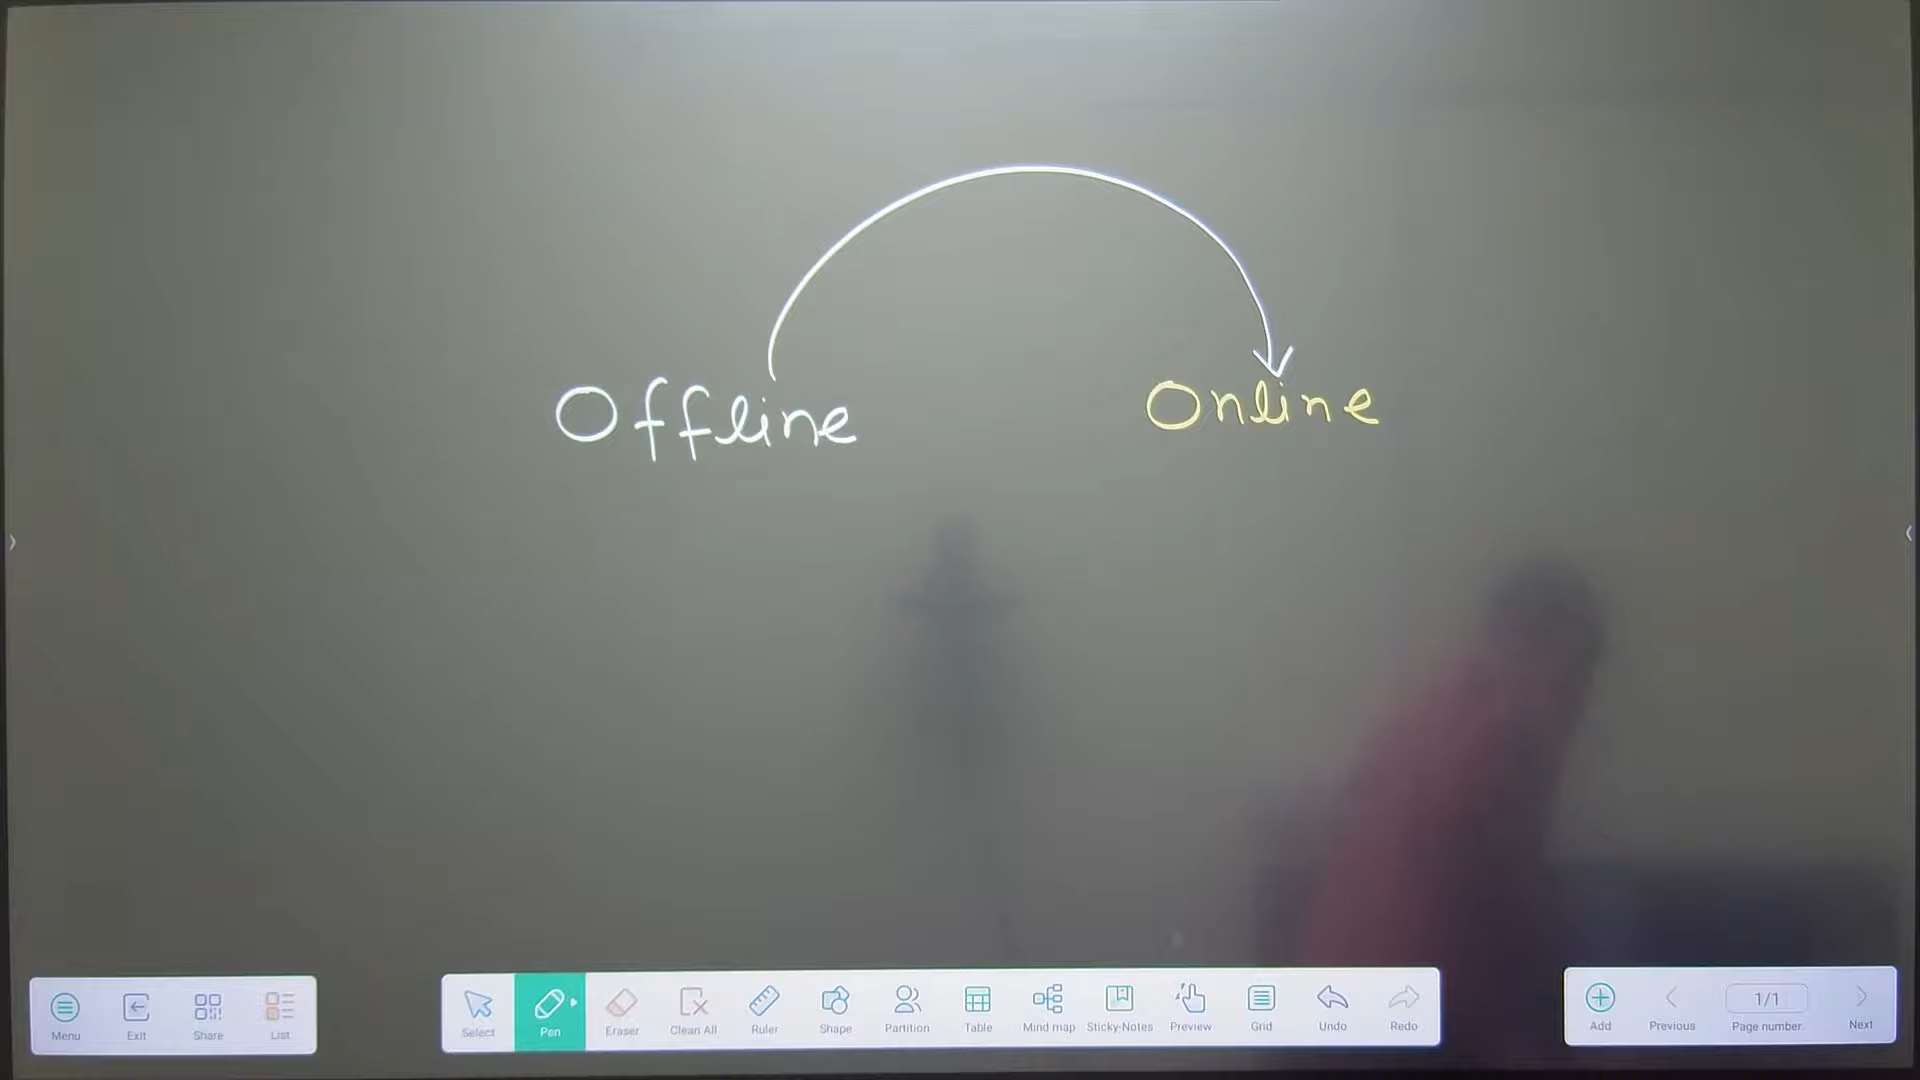 Offline Online
Menu Exit Share List
Select Pen Eraser Clean All Ruler Shape Partition Table Mind map Sticky-Notes Preview Grid Undo Redo
Add Previous 1/1 Page number Next